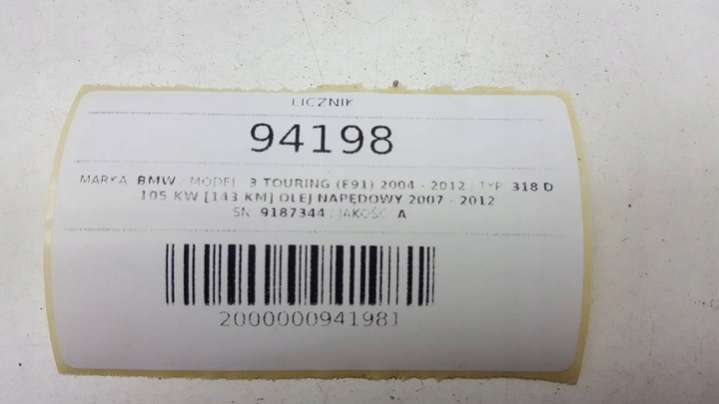 LICZNIK
94198
MARKA BMW | MODEL 3 TOURING (E91) 2004 - 2012 | TYP 318 D
105 KW [143 KM] OLEJ NAPĘDOWY 2007 - 2012
SN 9187344 | JAKOŚĆ A
2000000941981